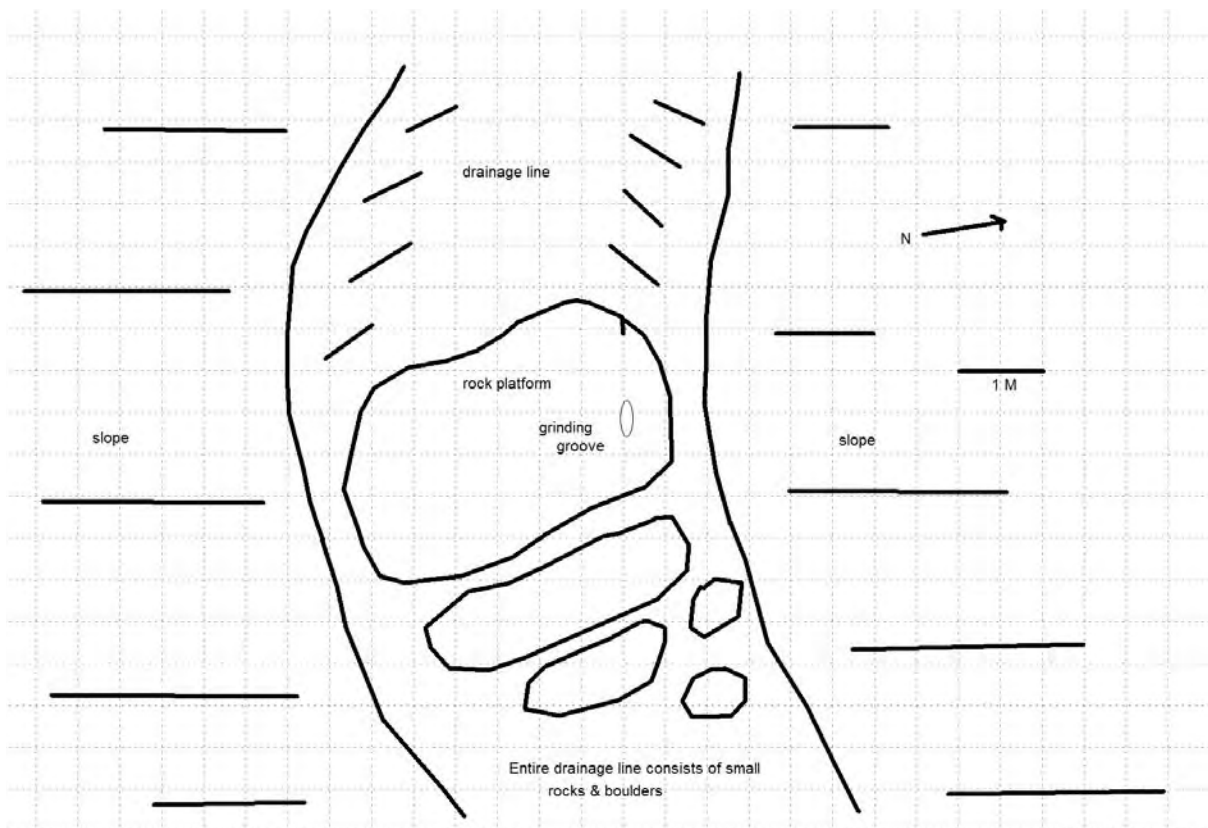 drainage line
N
rock platform
1 M
grinding
groove
slope
slope
Entire drainage line consists of small
rocks & boulders